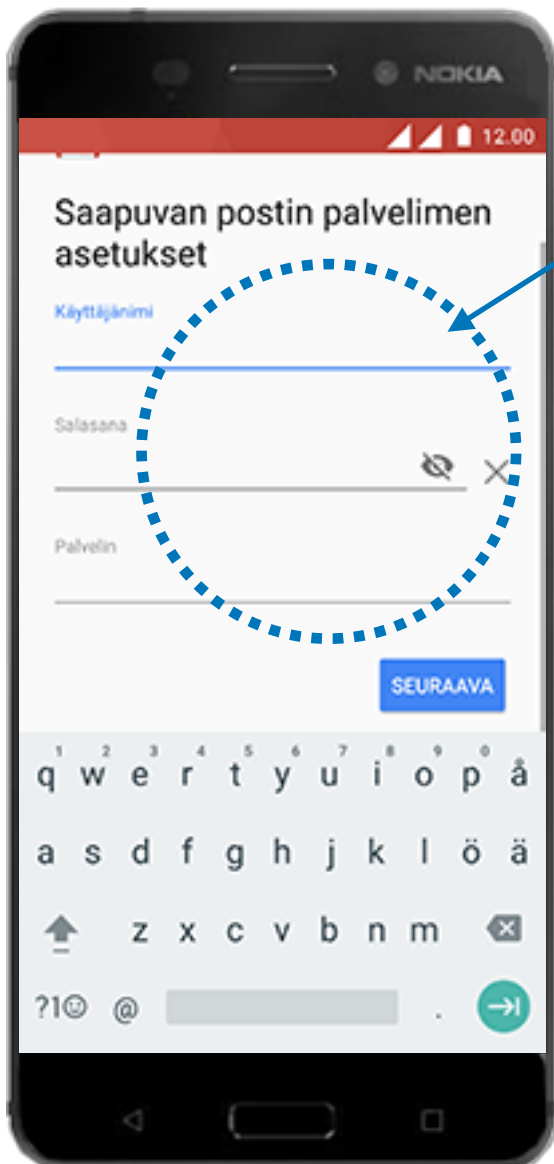 NOKIA
12.00
Saapuvan postin palvelimen
asetukset
Käyttäjänimi
Salasana
Palvelin
SEURAAVA
1 2 3 4 5 6 7 8 9 0
q w e r t y u i o p å
a s d f g h j k l ö ä
z x c v b n m
?1☺ @ .